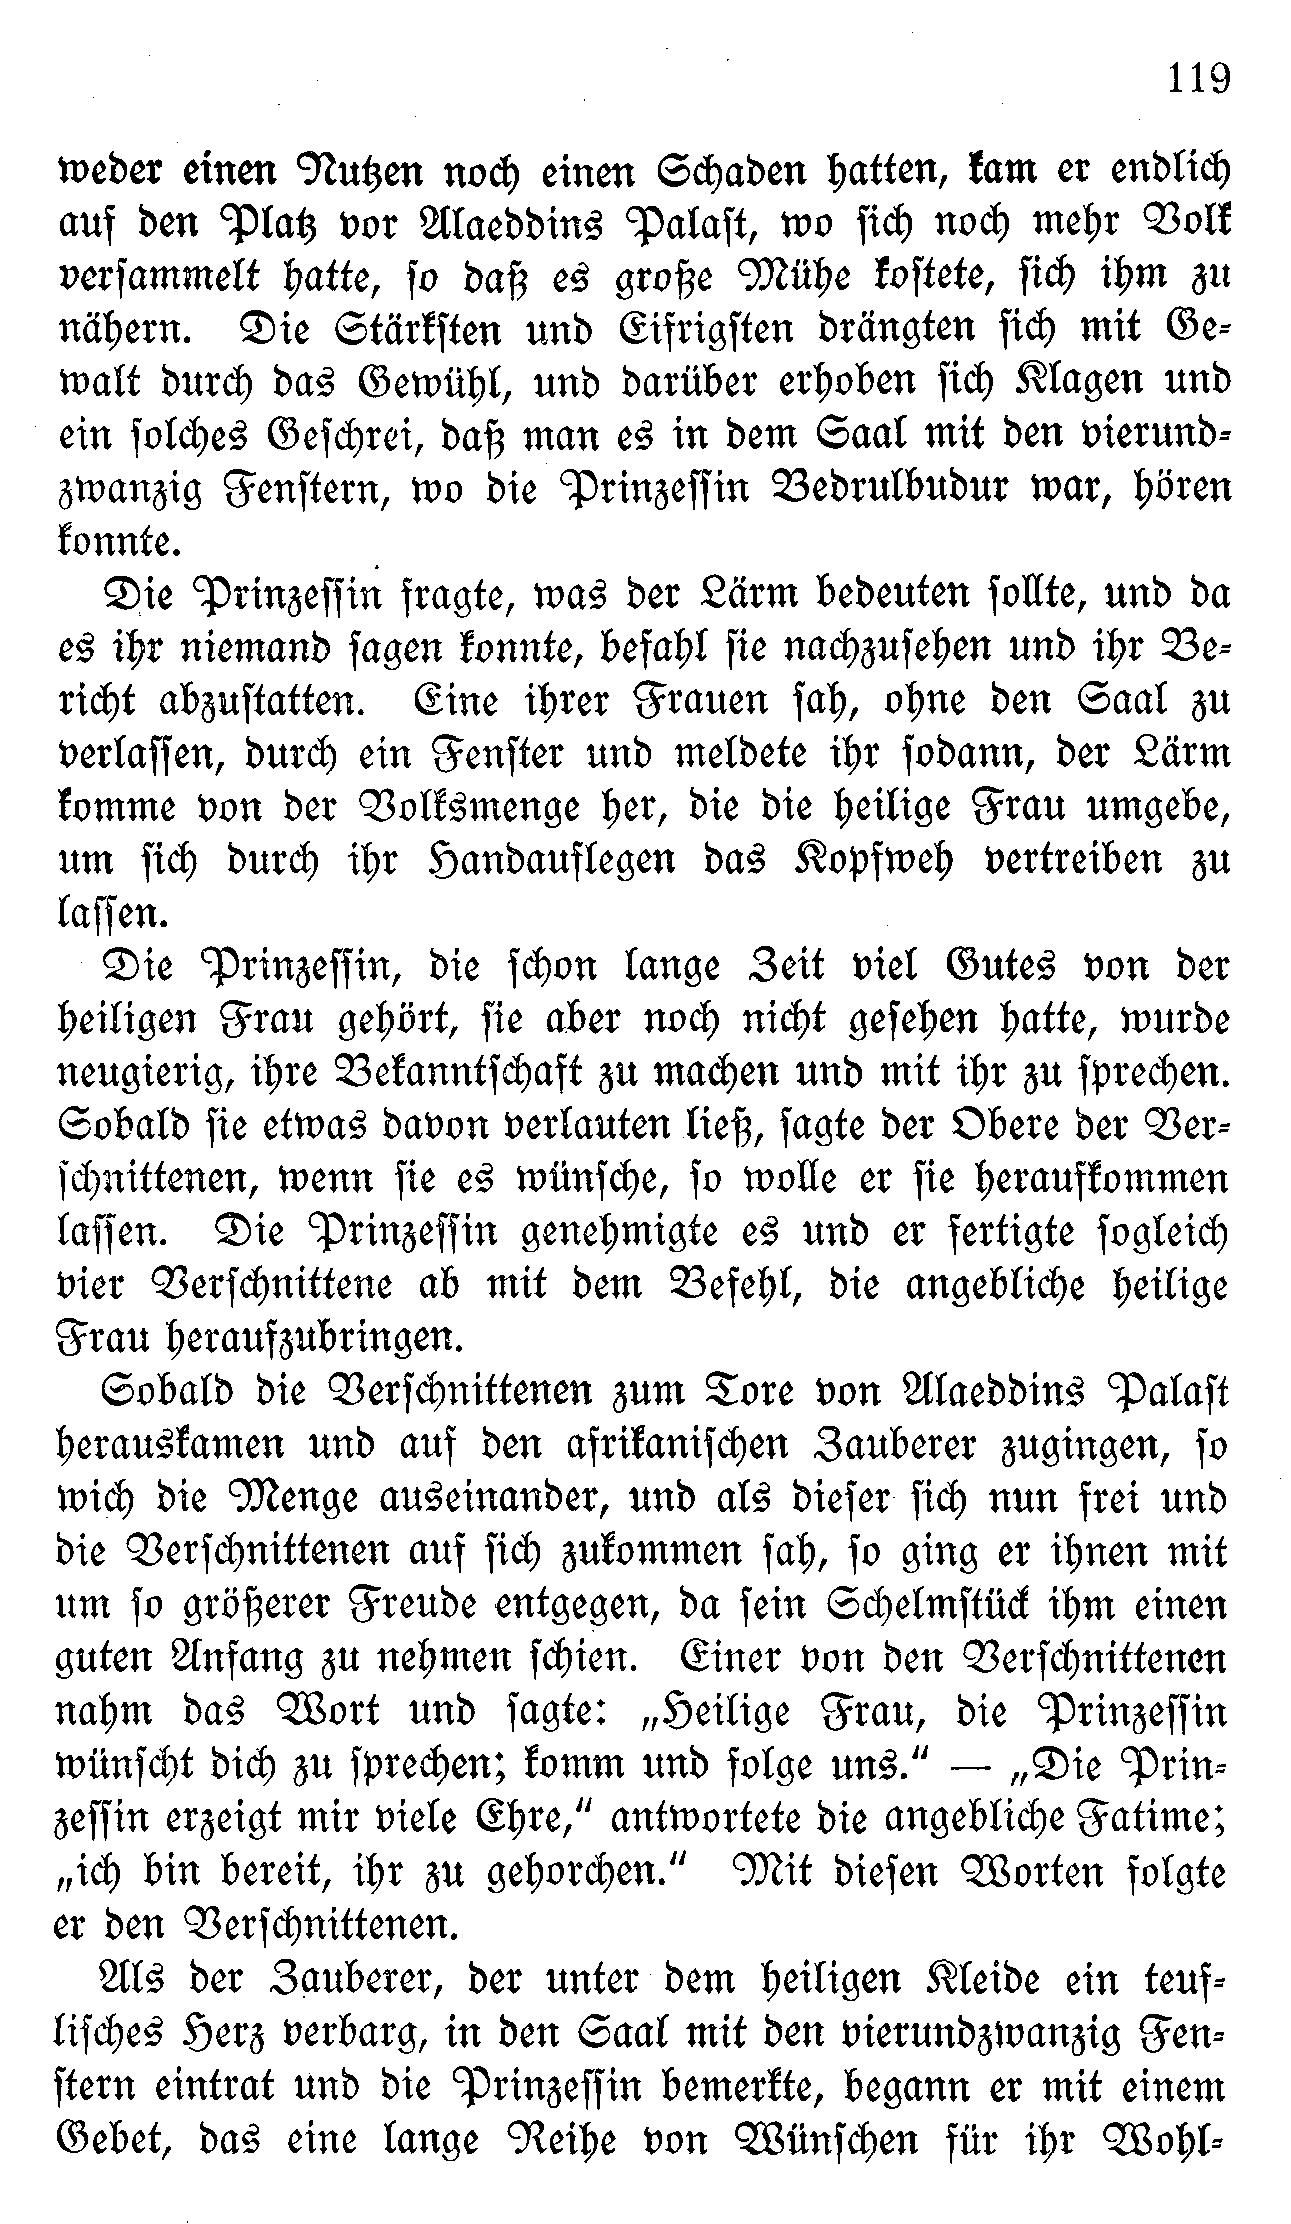 119
weder einen Nutzen noch einen Schaden hatten, kam er endlich
auf den Platz vor Alaeddins Palast, wo sich noch mehr Volk
versammelt hatte, so daß es große Mühe kostete, sich ihm zu
nähern. Die Stärksten und Eifrigsten drängten sich mit Ge-
walt durch das Gewühl, und darüber erhoben sich Klagen und
ein solches Geschrei, daß man es in dem Saal mit den vierund-
zwanzig Fenstern, wo die Prinzessin Bedrulbudur war, hören
konnte.
Die Prinzessin fragte, was der Lärm bedeuten sollte, und da
es ihr niemand sagen konnte, befahl sie nachzusehen und ihr Be-
richt abzustatten. Eine ihrer Frauen sah, ohne den Saal zu
verlassen, durch ein Fenster und meldete ihr sodann, der Lärm
komme von der Volksmenge her, die die heilige Frau umgebe,
um sich durch ihr Handauflegen das Kopfweh vertreiben zu
lassen.
Die Prinzessin, die schon lange Zeit viel Gutes von der
heiligen Frau gehört, sie aber noch nicht gesehen hatte, wurde
neugierig, ihre Bekanntschaft zu machen und mit ihr zu sprechen.
Sobald sie etwas davon verlauten ließ, sagte der Obere der Ver-
schnittenen, wenn sie es wünsche, so wolle er sie heraufkommen
lassen. Die Prinzessin genehmigte es und er fertigte sogleich
vier Verschnittene ab mit dem Befehl, die angebliche heilige
Frau heraufzubringen.
Sobald die Verschnittenen zum Tore von Alaeddins Palast
herauskamen und auf den afrikanischen Zauberer zugingen, so
wich die Menge auseinander, und als dieser sich nun frei und
die Verschnittenen auf sich zukommen sah, so ging er ihnen mit
um so größerer Freude entgegen, da sein Schelmstück ihm einen
guten Anfang zu nehmen schien. Einer von den Verschnittenen
nahm das Wort und sagte: „Heilige Frau, die Prinzessin
wünscht dich zu sprechen; komm und folge uns.“ — „Die Prin-
zessin erzeigt mir viele Ehre,“ antwortete die angebliche Fatime;
„ich bin bereit, ihr zu gehorchen.“ Mit diesen Worten folgte
er den Verschnittenen.
Als der Zauberer, der unter dem heiligen Kleide ein teuf-
lisches Herz verbarg, in den Saal mit den vierundzwanzig Fen-
stern eintrat und die Prinzessin bemerkte, begann er mit einem
Gebet, das eine lange Reihe von Wünschen für ihr Wohl-